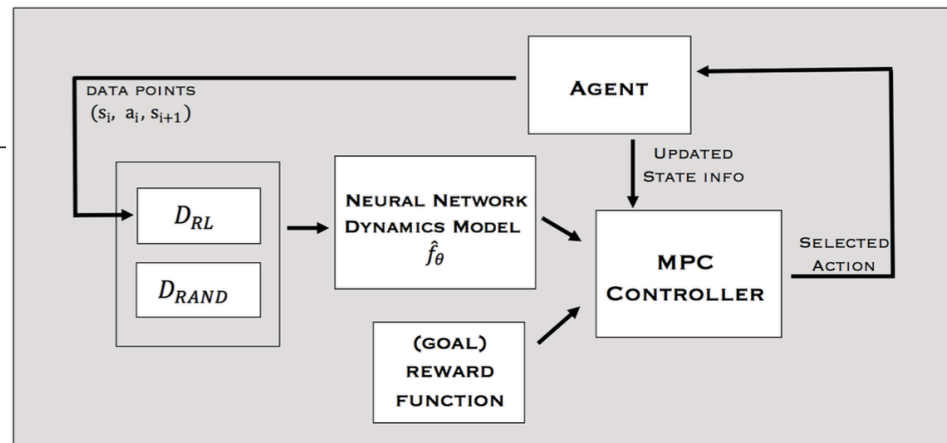 DATA POINTS
(sᵢ, aᵢ, sᵢ₊₁)
AGENT
UPDATED
STATE INFO
D_RL
D_RAND
NEURAL NETWORK
DYNAMICS MODEL
f̂_θ
(GOAL)
REWARD
FUNCTION
MPC
CONTROLLER
SELECTED
ACTION